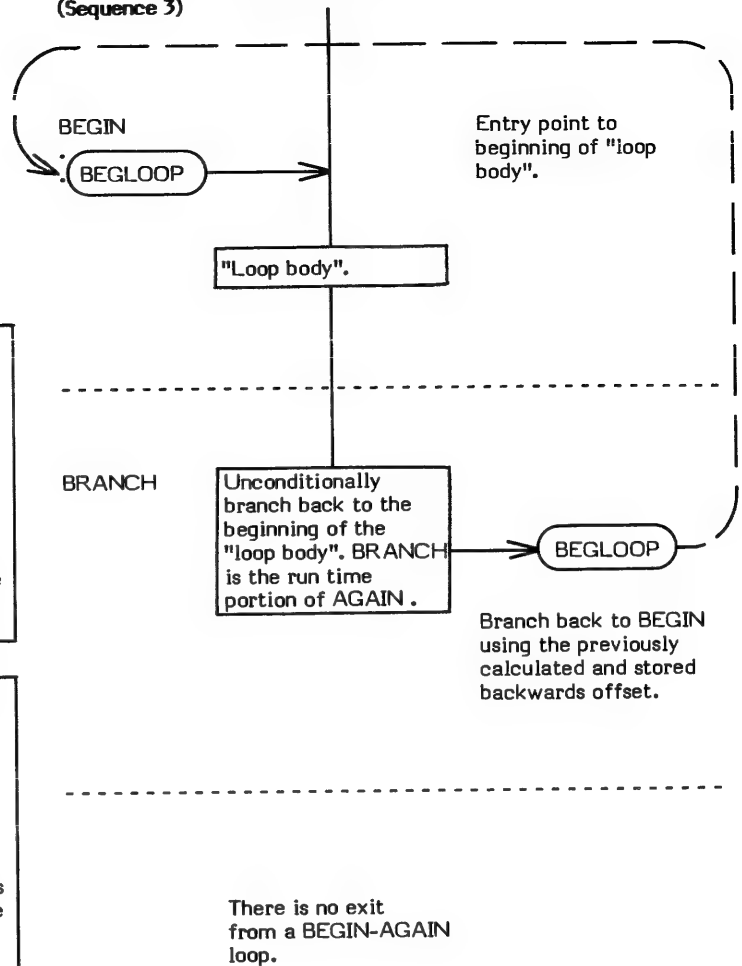 (Sequence 3)
BEGIN
BEGLOOP
Entry point to
beginning of "loop
body".
"Loop body".
BRANCH
Unconditionally
branch back to the
beginning of the
"loop body". BRANCH
is the run time
portion of AGAIN .
BEGLOOP
Branch back to BEGIN
using the previously
calculated and stored
backwards offset.
There is no exit
from a BEGIN-AGAIN
loop.